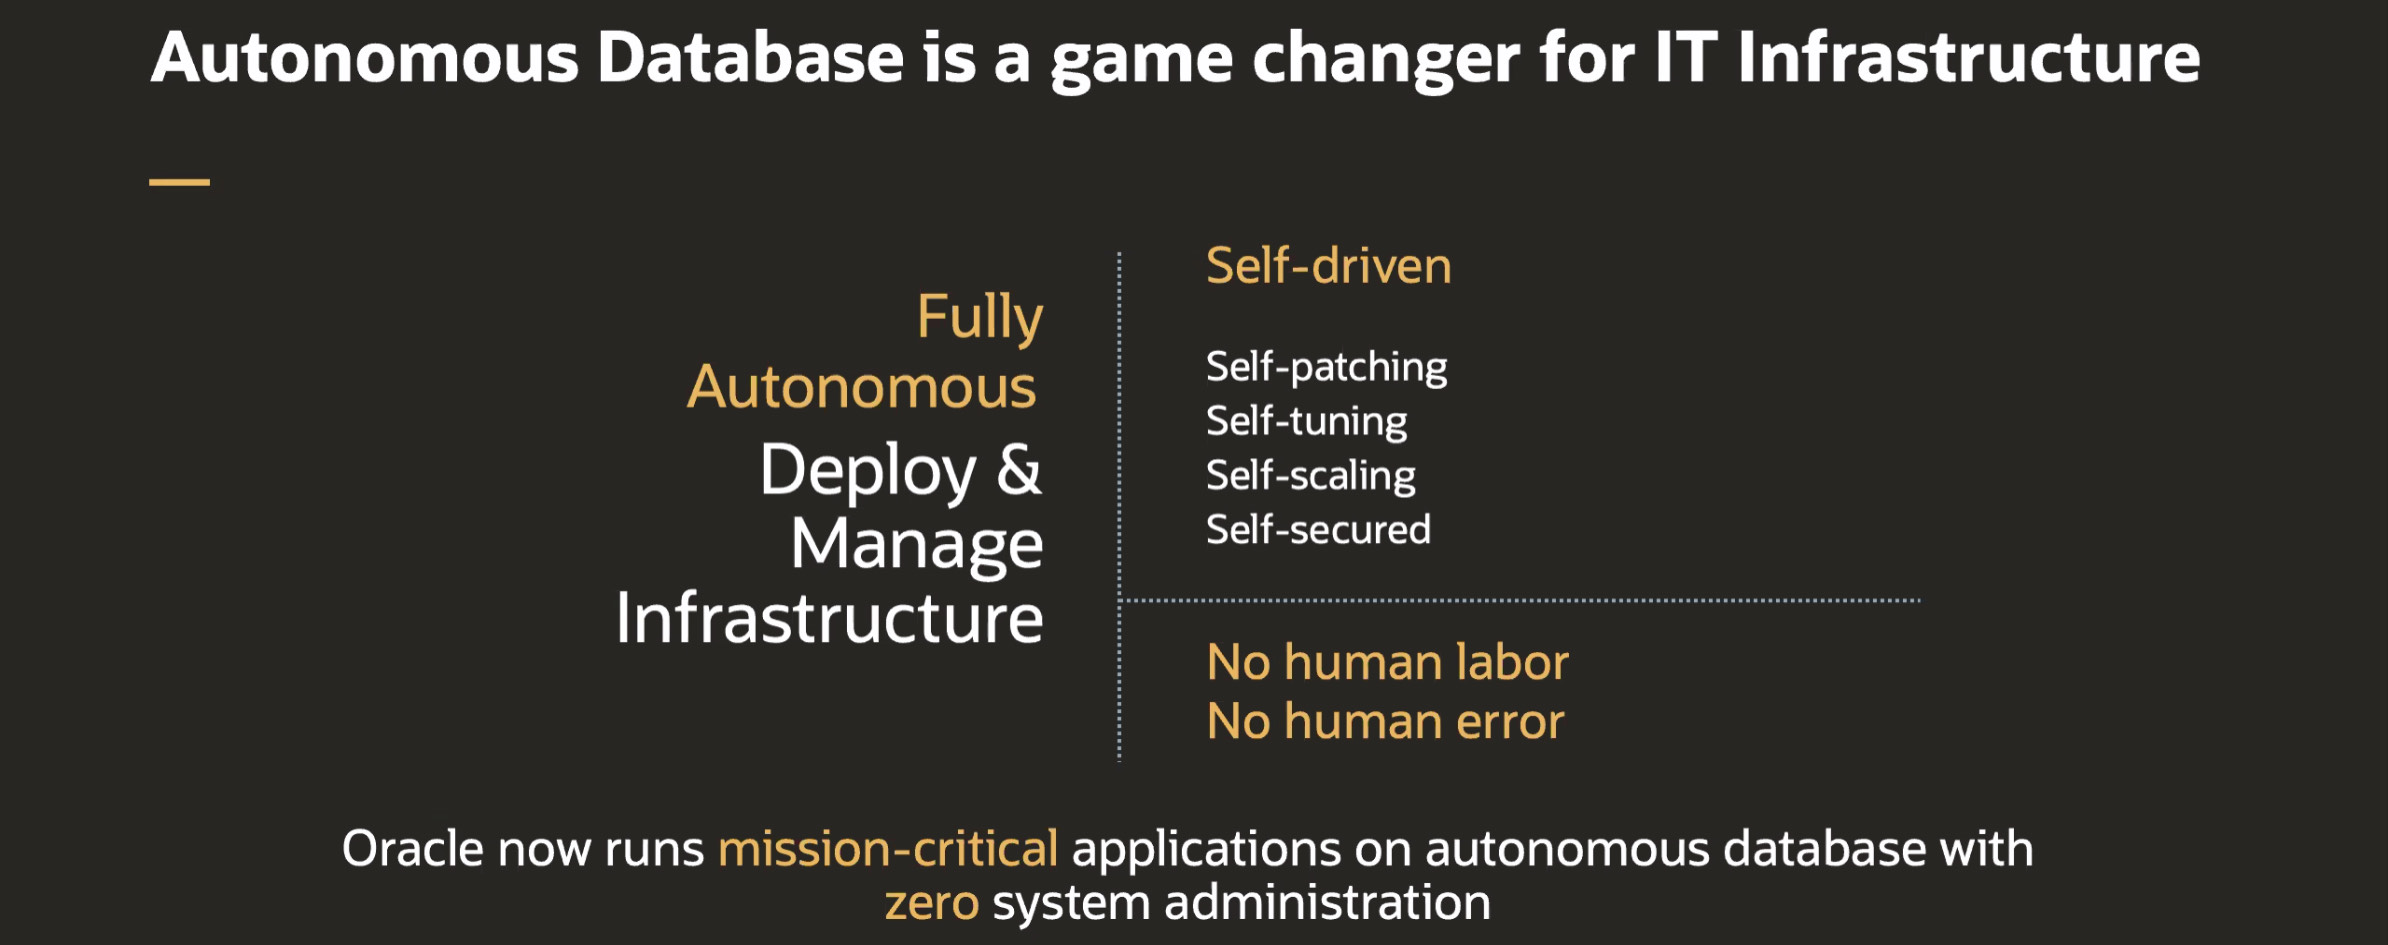 Autonomous Database is a game changer for IT Infrastructure
Fully
Autonomous
Deploy &
Manage
Infrastructure
Self-driven
Self-patching
Self-tuning
Self-scaling
Self-secured
No human labor
No human error
Oracle now runs mission-critical applications on autonomous database with
zero system administration